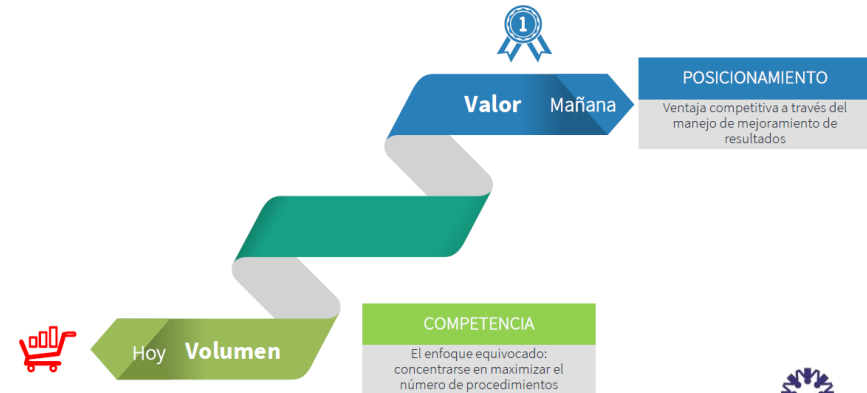 1
Valor Mañana
POSICIONAMIENTO
Ventaja competitiva a través del
manejo de mejoramiento de
resultados
Hoy Volumen
COMPETENCIA
El enfoque equivocado:
concentrarse en maximizar el
número de procedimientos